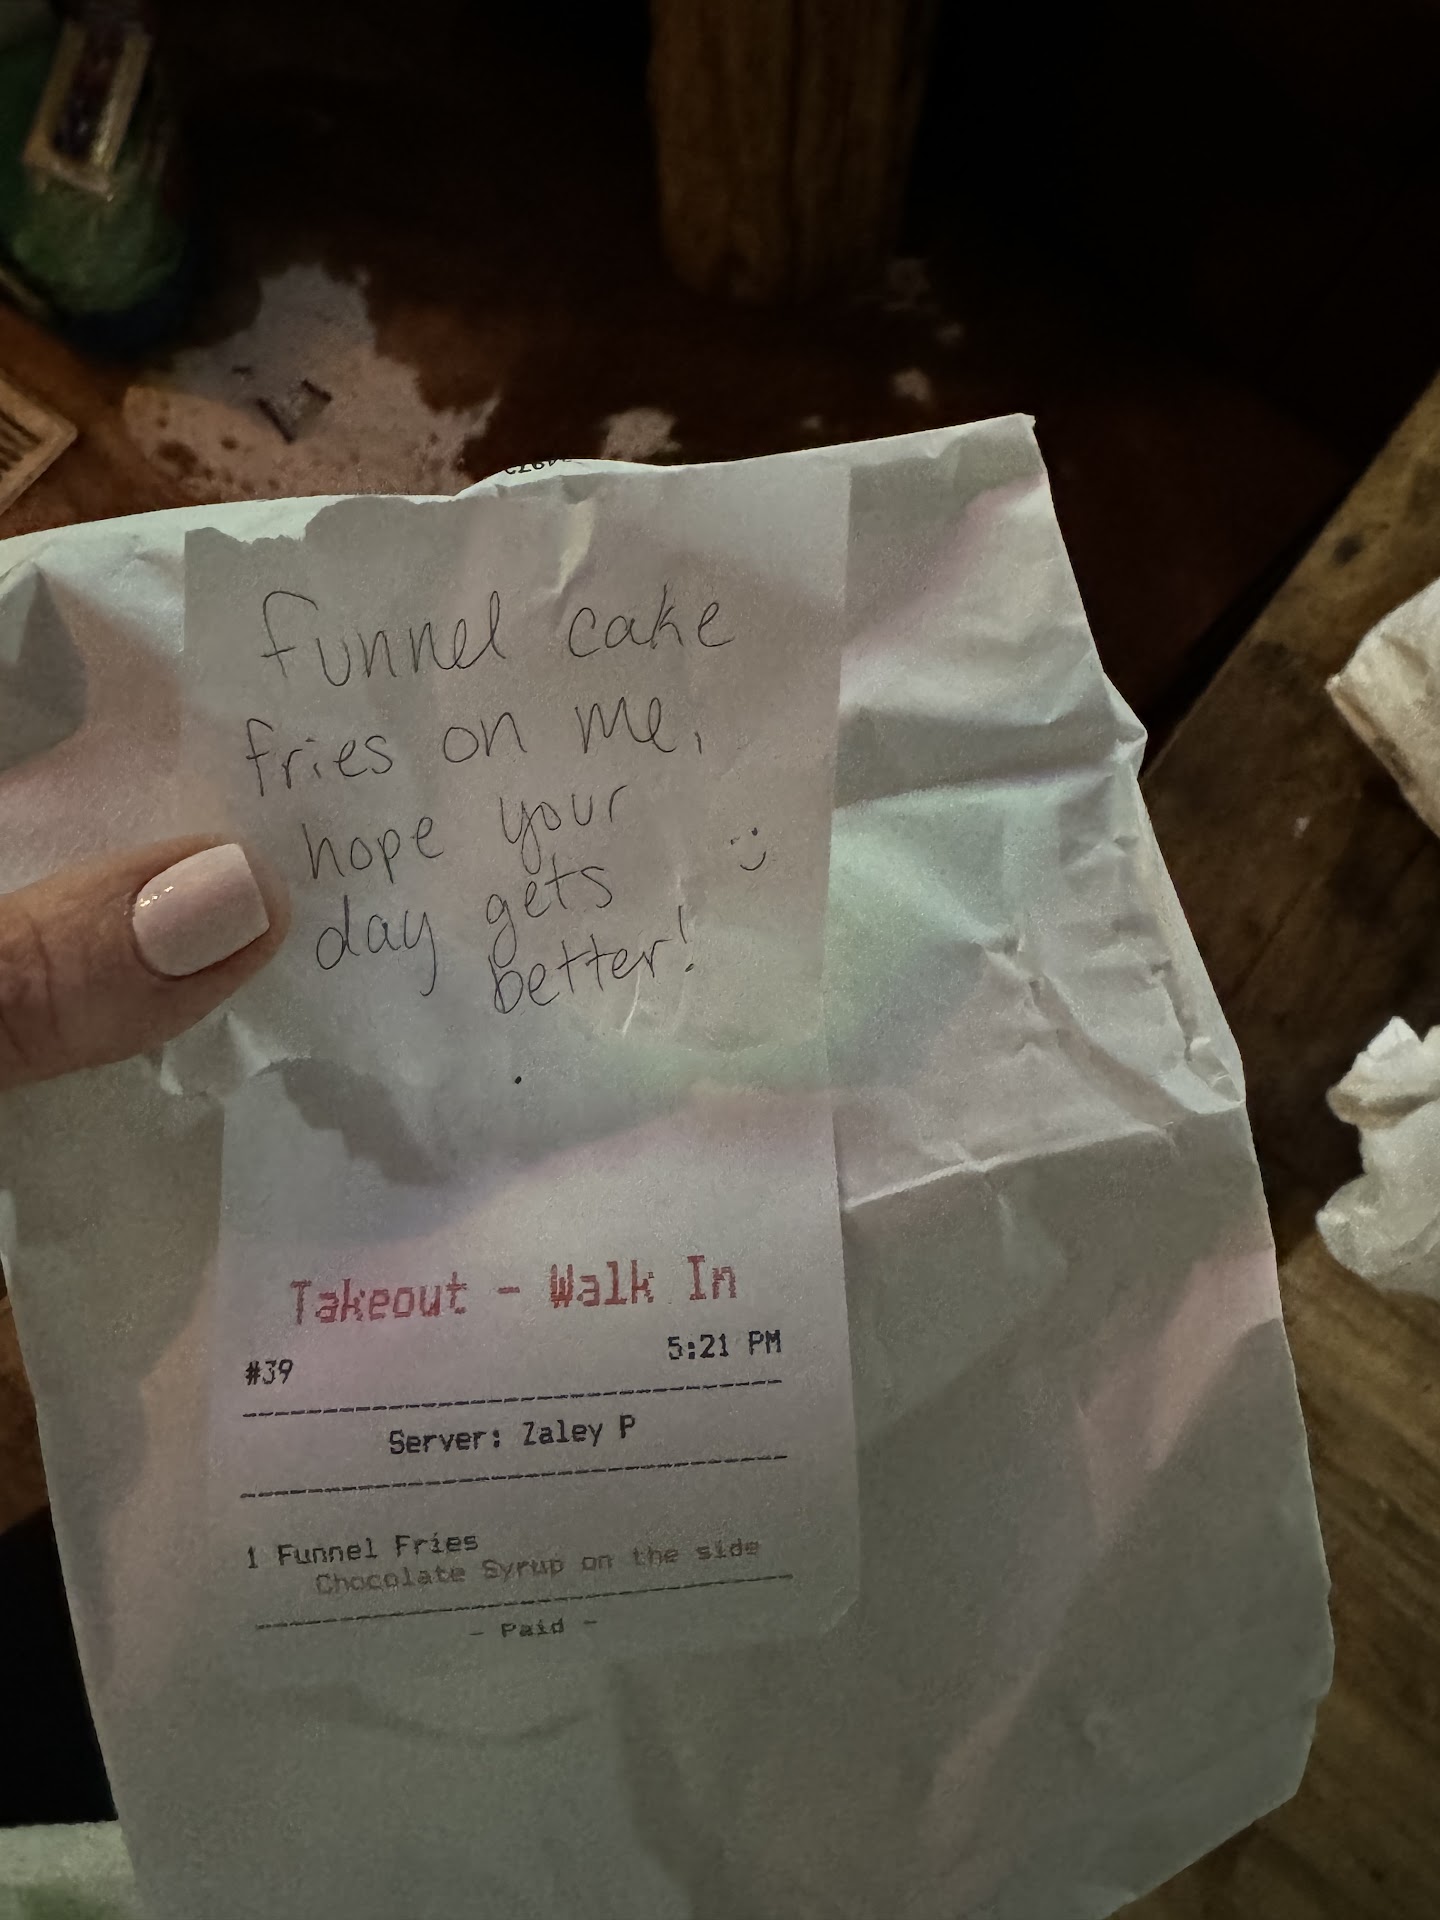 funnel cake
fries on me,
hope your :)
day gets
better!
Takeout - Walk In
#39 5:21 PM
Server: Zaley P
1 Funnel Fries
Chocolate Syrup on the side
- Paid -